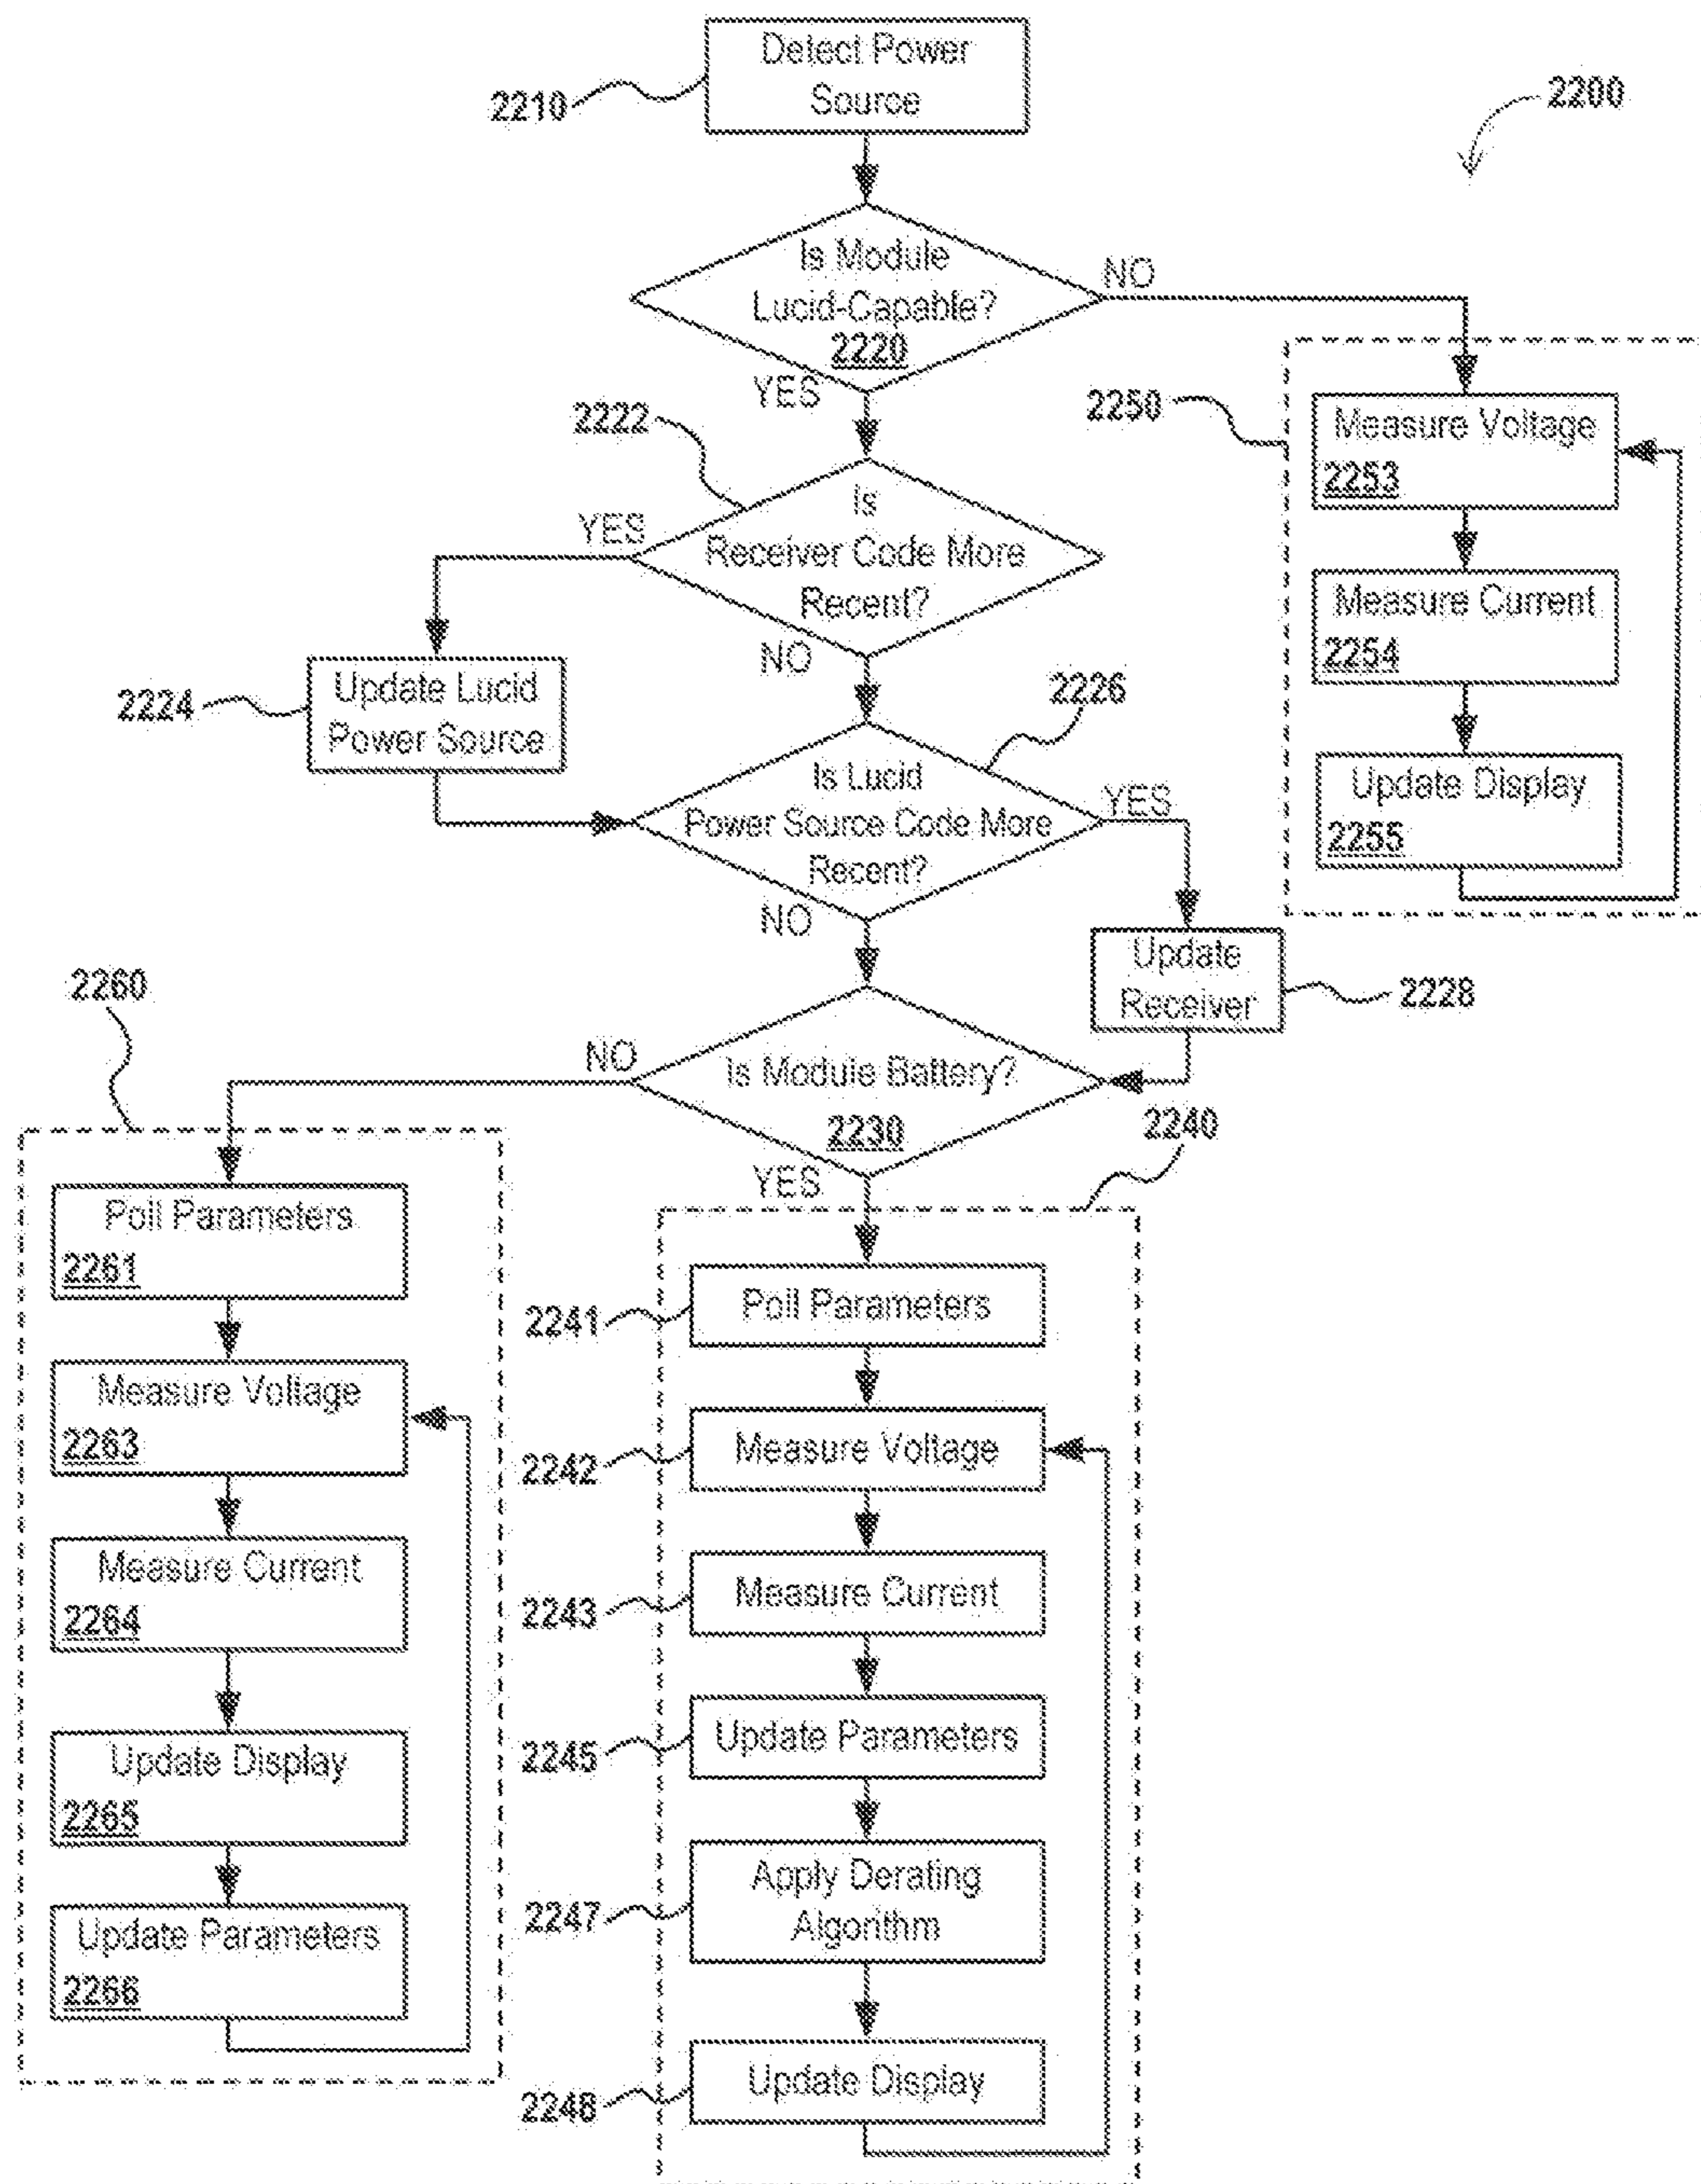 Detect Power
Source
2210
2200
Is Module
Lucid-Capable?
2220
NO
YES
2222
Is
Receiver Code More
Recent?
YES
NO
2224
Update Lucid
Power Source
2226
Is Lucid
Power Source Code More
Recent?
YES
NO
2250
Measure Voltage
2253
Measure Current
2254
Update Display
2255
Update
Receiver
2228
Is Module Battery?
2230
NO
YES
2260
Poll Parameters
2261
Measure Voltage
2263
Measure Current
2264
Update Display
2265
Update Parameters
2266
2240
2241
Poll Parameters
2242
Measure Voltage
2243
Measure Current
2245
Update Parameters
2247
Apply Derating
Algorithm
2248
Update Display